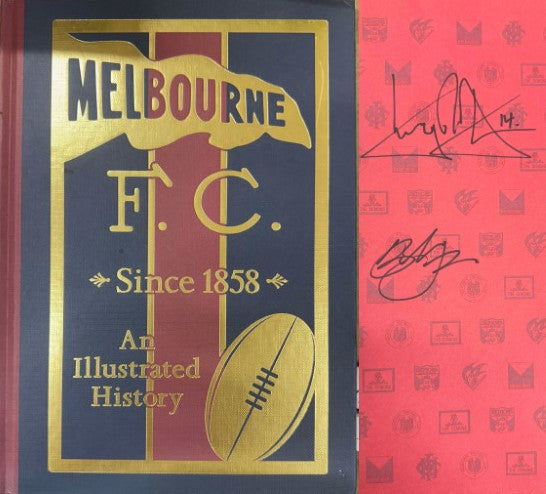 MELBOURNE
F. C.
Since 1858
An
Illustrated
History
14.